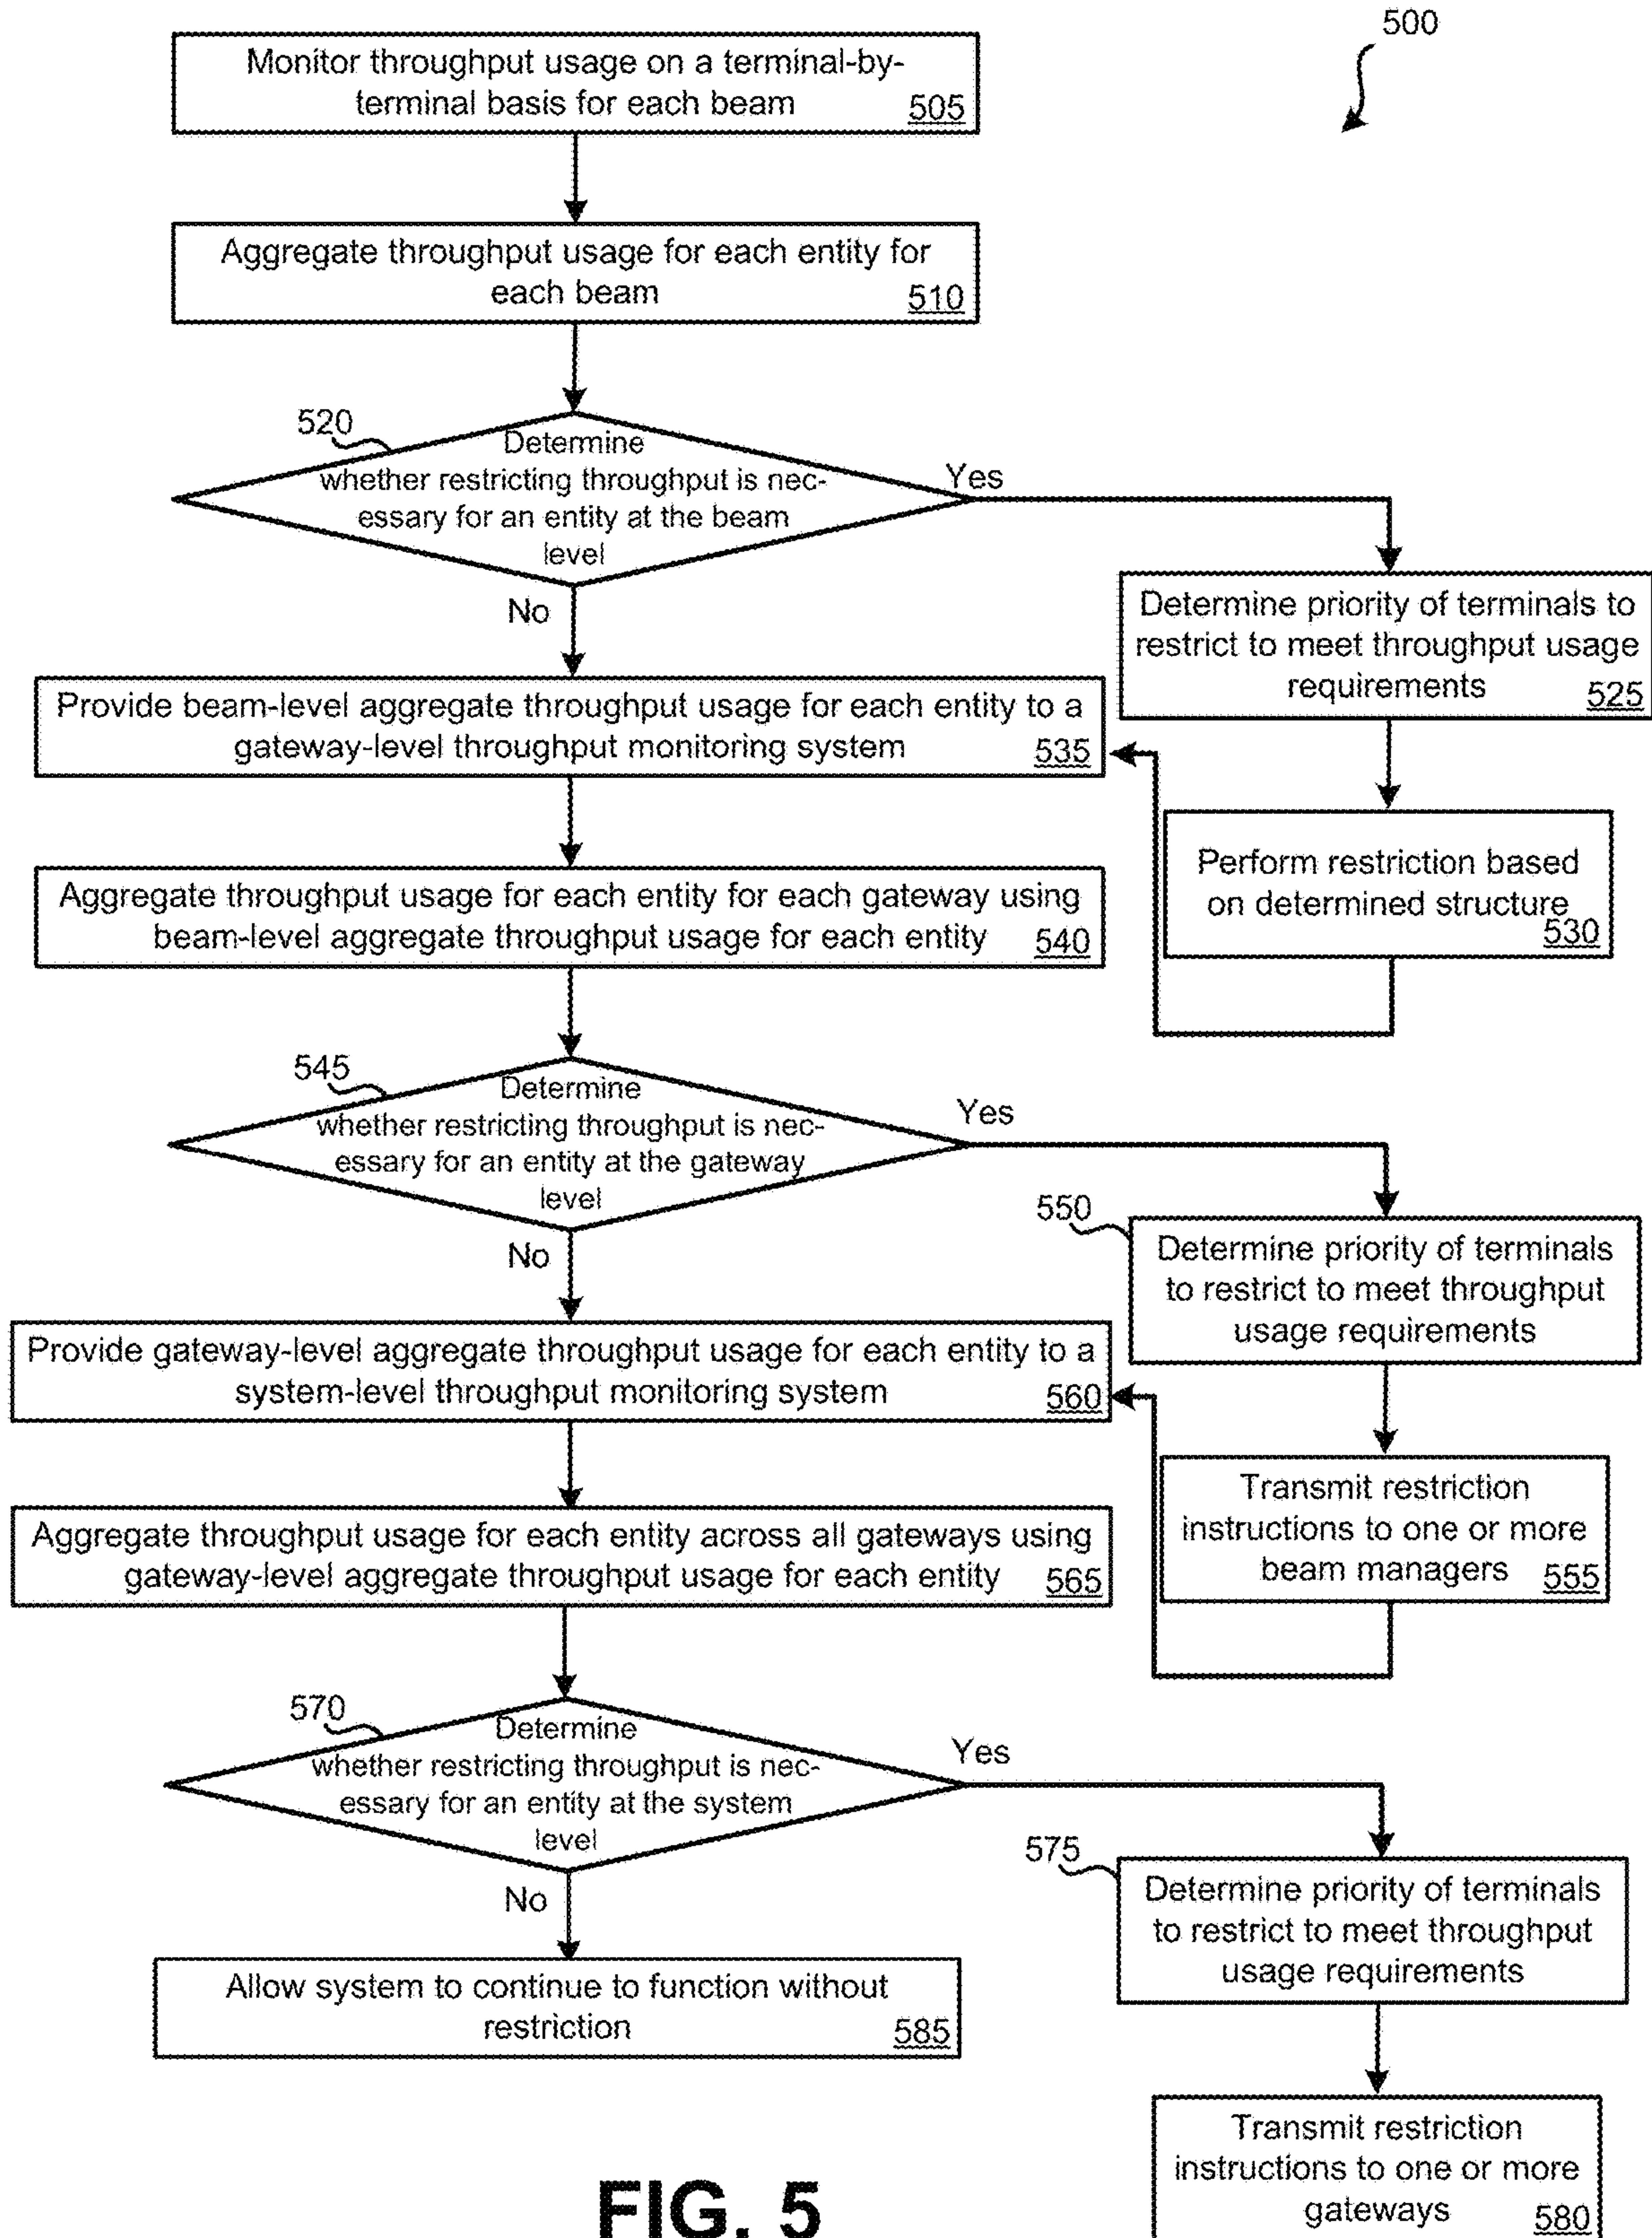 500
Monitor throughput usage on a terminal-by-
terminal basis for each beam
505
Aggregate throughput usage for each entity for
each beam
510
520
Determine
whether restricting throughput is nec-
essary for an entity at the beam
level
Yes
No
Determine priority of terminals to
restrict to meet throughput usage
requirements
525
Provide beam-level aggregate throughput usage for each entity to a
gateway-level throughput monitoring system
535
Perform restriction based
on determined structure
530
Aggregate throughput usage for each entity for each gateway using
beam-level aggregate throughput usage for each entity
540
545
Determine
whether restricting throughput is nec-
essary for an entity at the gateway
level
Yes
No
550
Determine priority of terminals
to restrict to meet throughput
usage requirements
Provide gateway-level aggregate throughput usage for each entity to a
system-level throughput monitoring system
560
Transmit restriction
instructions to one or more
beam managers
555
Aggregate throughput usage for each entity across all gateways using
gateway-level aggregate throughput usage for each entity
565
570
Determine
whether restricting throughput is nec-
essary for an entity at the system
level
Yes
No
575
Determine priority of terminals
to restrict to meet throughput
usage requirements
Allow system to continue to function without
restriction
585
Transmit restriction
instructions to one or more
gateways
580
FIG. 5